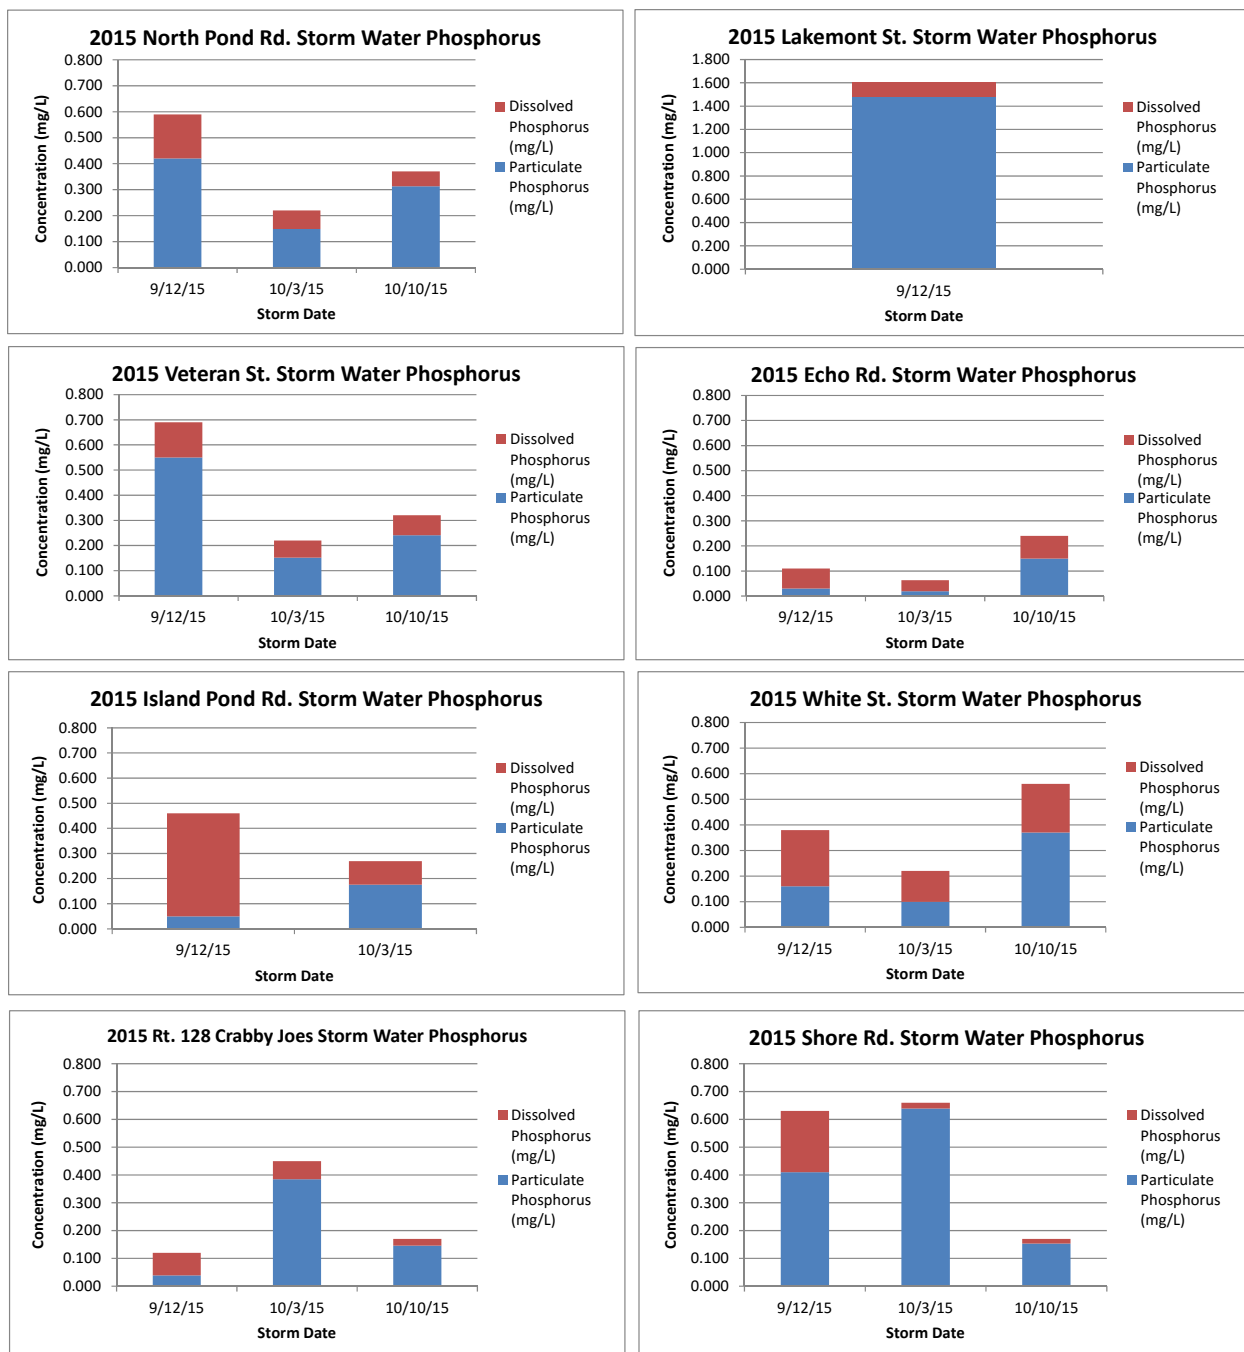 2015 North Pond Rd. Storm Water Phosphorus
Concentration (mg/L)
0.800
0.700
0.600
0.500
0.400
0.300
0.200
0.100
0.000
9/12/15 10/3/15 10/10/15
Storm Date
Dissolved
Phosphorus
(mg/L)
Particulate
Phosphorus
(mg/L)
2015 Lakemont St. Storm Water Phosphorus
Concentration (mg/L)
1.800
1.600
1.400
1.200
1.000
0.800
0.600
0.400
0.200
0.000
9/12/15
Storm Date
Dissolved
Phosphorus
(mg/L)
Particulate
Phosphorus
(mg/L)
2015 Veteran St. Storm Water Phosphorus
Concentration (mg/L)
0.800
0.700
0.600
0.500
0.400
0.300
0.200
0.100
0.000
9/12/15 10/3/15 10/10/15
Storm Date
Dissolved
Phosphorus
(mg/L)
Particulate
Phosphorus
(mg/L)
2015 Echo Rd. Storm Water Phosphorus
Concentration (mg/L)
0.800
0.700
0.600
0.500
0.400
0.300
0.200
0.100
0.000
9/12/15 10/3/15 10/10/15
Storm Date
Dissolved
Phosphorus
(mg/L)
Particulate
Phosphorus
(mg/L)
2015 Island Pond Rd. Storm Water Phosphorus
Concentration (mg/L)
0.800
0.700
0.600
0.500
0.400
0.300
0.200
0.100
0.000
9/12/15 10/3/15
Storm Date
Dissolved
Phosphorus
(mg/L)
Particulate
Phosphorus
(mg/L)
2015 White St. Storm Water Phosphorus
Concentration (mg/L)
0.800
0.700
0.600
0.500
0.400
0.300
0.200
0.100
0.000
9/12/15 10/3/15 10/10/15
Storm Date
Dissolved
Phosphorus
(mg/L)
Particulate
Phosphorus
(mg/L)
2015 Rt. 128 Crabby Joes Storm Water Phosphorus
Concentration (mg/L)
0.800
0.700
0.600
0.500
0.400
0.300
0.200
0.100
0.000
9/12/15 10/3/15 10/10/15
Storm Date
Dissolved
Phosphorus
(mg/L)
Particulate
Phosphorus
(mg/L)
2015 Shore Rd. Storm Water Phosphorus
Concentration (mg/L)
0.800
0.700
0.600
0.500
0.400
0.300
0.200
0.100
0.000
9/12/15 10/3/15 10/10/15
Storm Date
Dissolved
Phosphorus
(mg/L)
Particulate
Phosphorus
(mg/L)